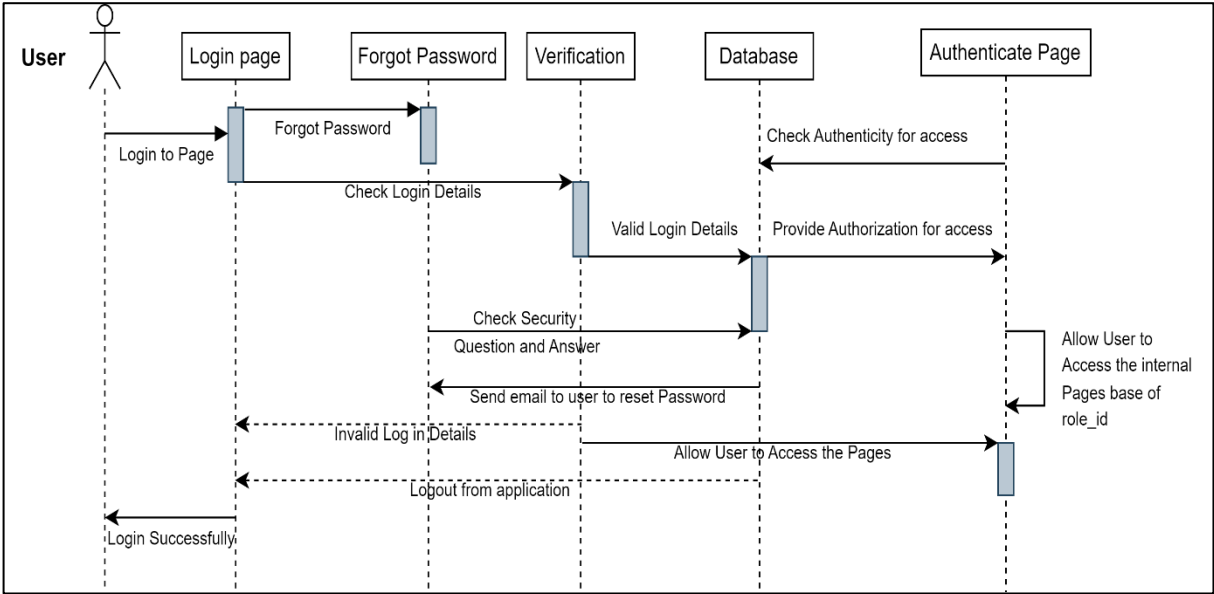 User
Login page
Forgot Password
Verification
Database
Authenticate Page
Forgot Password
Check Authenticity for access
Login to Page
Check Login Details
Valid Login Details
Provide Authorization for access
Check Security
Question and Answer
Allow User to
Access the internal
Pages base of
role_id
Send email to user to reset Password
Invalid Log in Details
Allow User to Access the Pages
Logout from application
Login Successfully